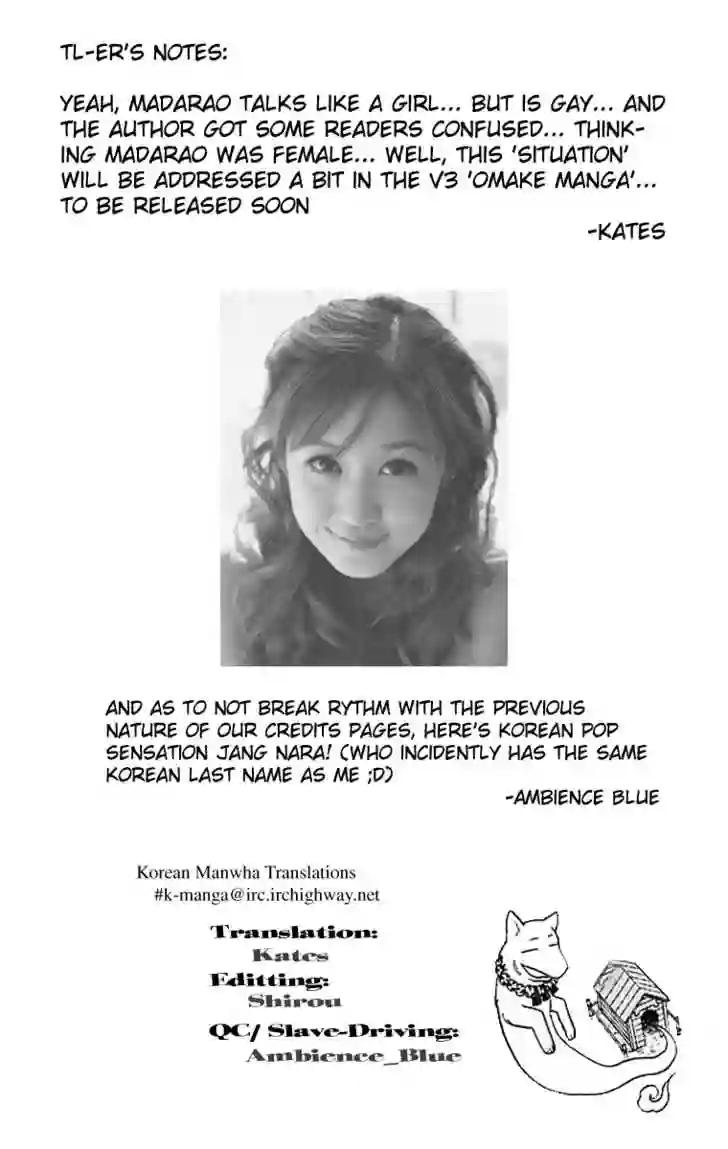 TL-ER'S NOTES:
YEAH, MADARAO TALKS LIKE A GIRL... BUT IS GAY... AND
THE AUTHOR GOT SOME READERS CONFUSED... THINK-
ING MADARAO WAS FEMALE... WELL, THIS 'SITUATION'
WILL BE ADDRESSED A BIT IN THE V3 'OMAKE MANGA'...
TO BE RELEASED SOON
-KATES
AND AS TO NOT BREAK RYTHM WITH THE PREVIOUS
NATURE OF OUR CREDITS PAGES, HERE'S KOREAN POP
SENSATION JANG NARA! (WHO INCIDENTLY HAS THE SAME
KOREAN LAST NAME AS ME ;D)
-AMBIENCE BLUE
Korean Manwha Translations
#k-manga@irc.irchighway.net
Translation:
Kates
Editting:
Shirou
QC/ Slave-Driving:
Ambience_Blue